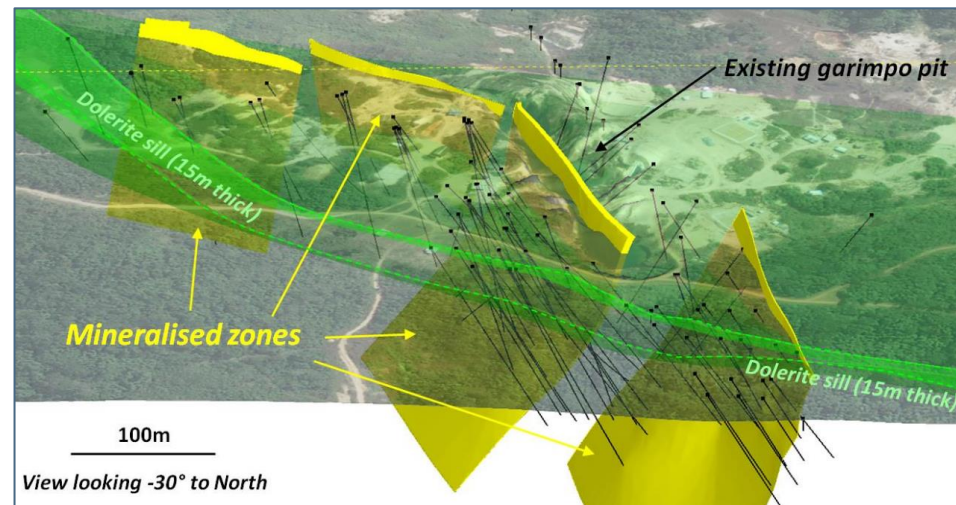 Existing garimpo pit
Dolerite sill (15m thick)
Mineralised zones
Dolerite sill (15m thick)
100m
View looking -30° to North